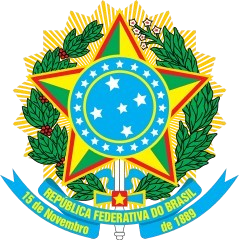 REPÚBLICA FEDERATIVA DO BRASIL
15 de Novembro
de 1889